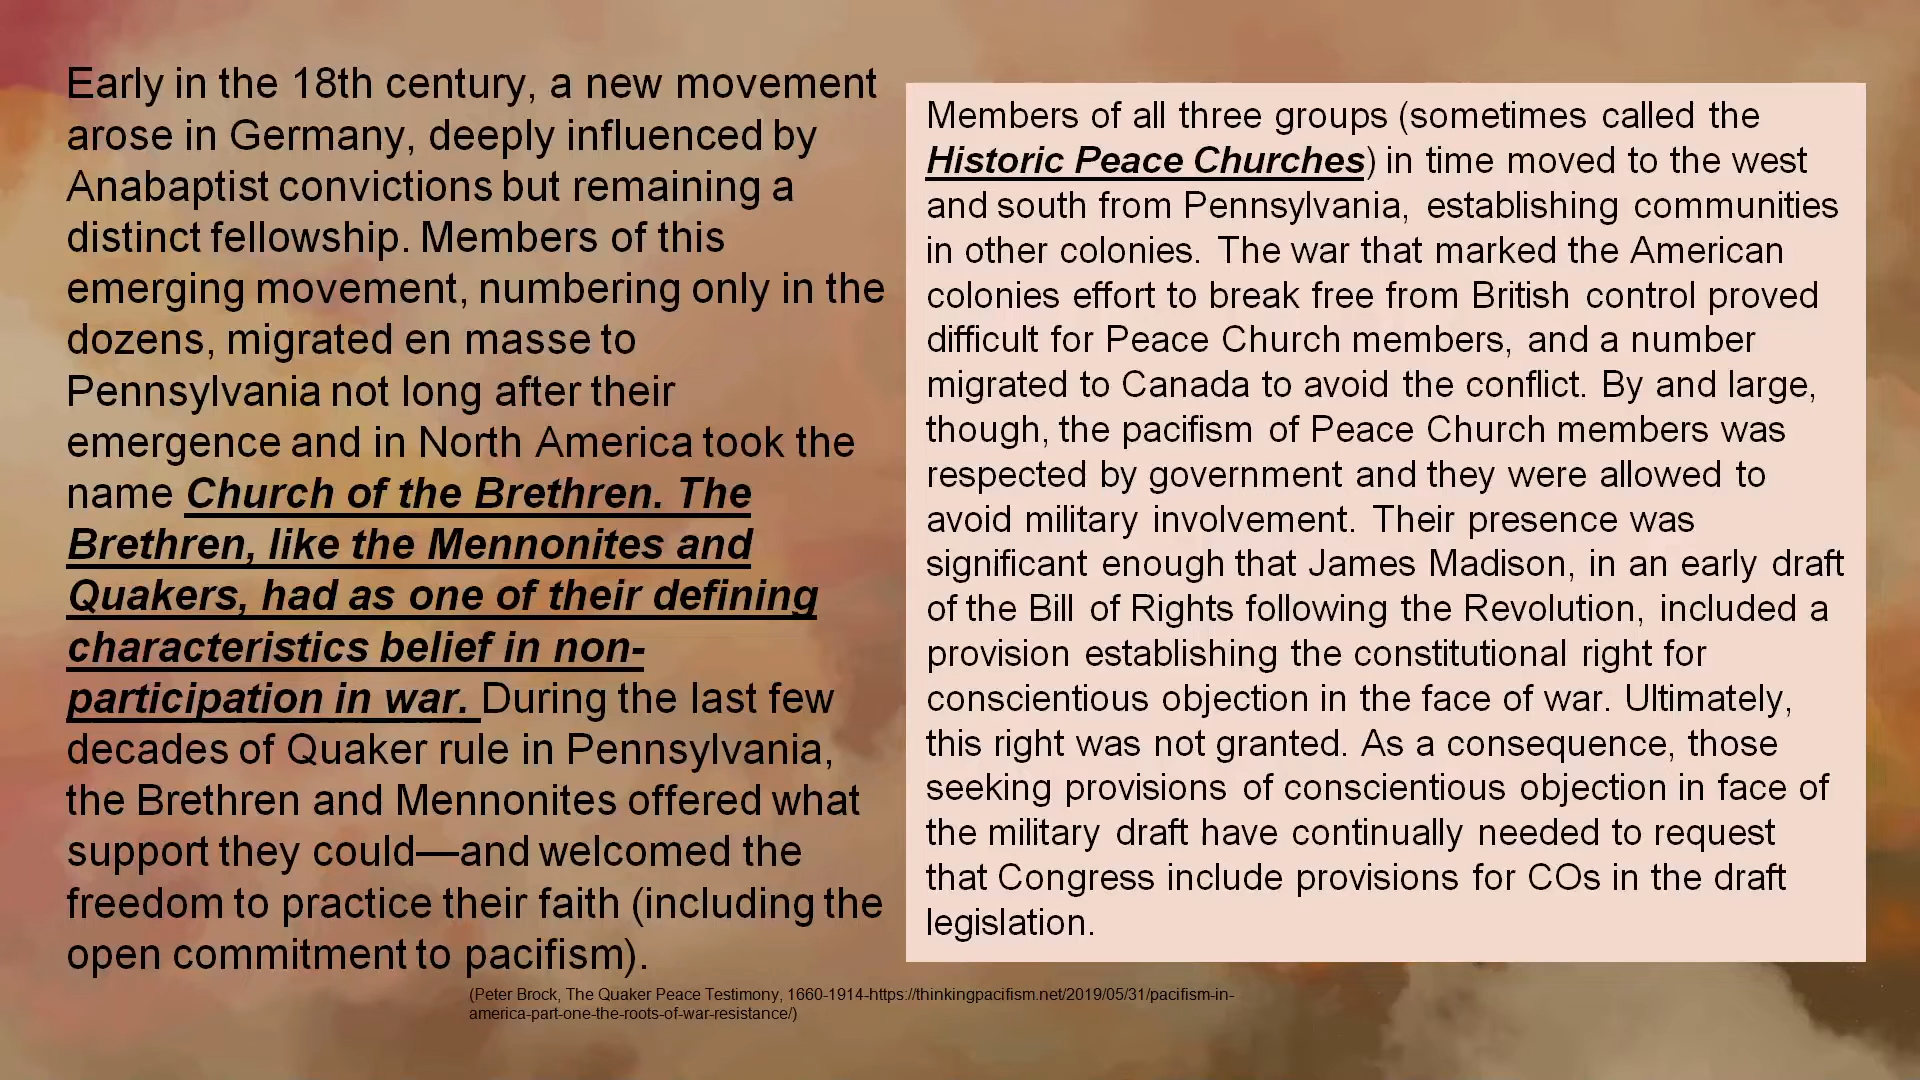 Early in the 18th century, a new movement
arose in Germany, deeply influenced by
Anabaptist convictions but remaining a
distinct fellowship. Members of this
emerging movement, numbering only in the
dozens, migrated en masse to
Pennsylvania not long after their
emergence and in North America took the
name Church of the Brethren. The
Brethren, like the Mennonites and
Quakers, had as one of their defining
characteristics belief in non-
participation in war. During the last few
decades of Quaker rule in Pennsylvania,
the Brethren and Mennonites offered what
support they could—and welcomed the
freedom to practice their faith (including the
open commitment to pacifism).
Members of all three groups (sometimes called the
Historic Peace Churches) in time moved to the west
and south from Pennsylvania, establishing communities
in other colonies. The war that marked the American
colonies effort to break free from British control proved
difficult for Peace Church members, and a number
migrated to Canada to avoid the conflict. By and large,
though, the pacifism of Peace Church members was
respected by government and they were allowed to
avoid military involvement. Their presence was
significant enough that James Madison, in an early draft
of the Bill of Rights following the Revolution, included a
provision establishing the constitutional right for
conscientious objection in the face of war. Ultimately,
this right was not granted. As a consequence, those
seeking provisions of conscientious objection in face of
the military draft have continually needed to request
that Congress include provisions for COs in the draft
legislation.
(Peter Brock, The Quaker Peace Testimony, 1660-1914-https://thinkingpacifism.net/2019/05/31/pacifism-in-
america-part-one-the-roots-of-war-resistance/)